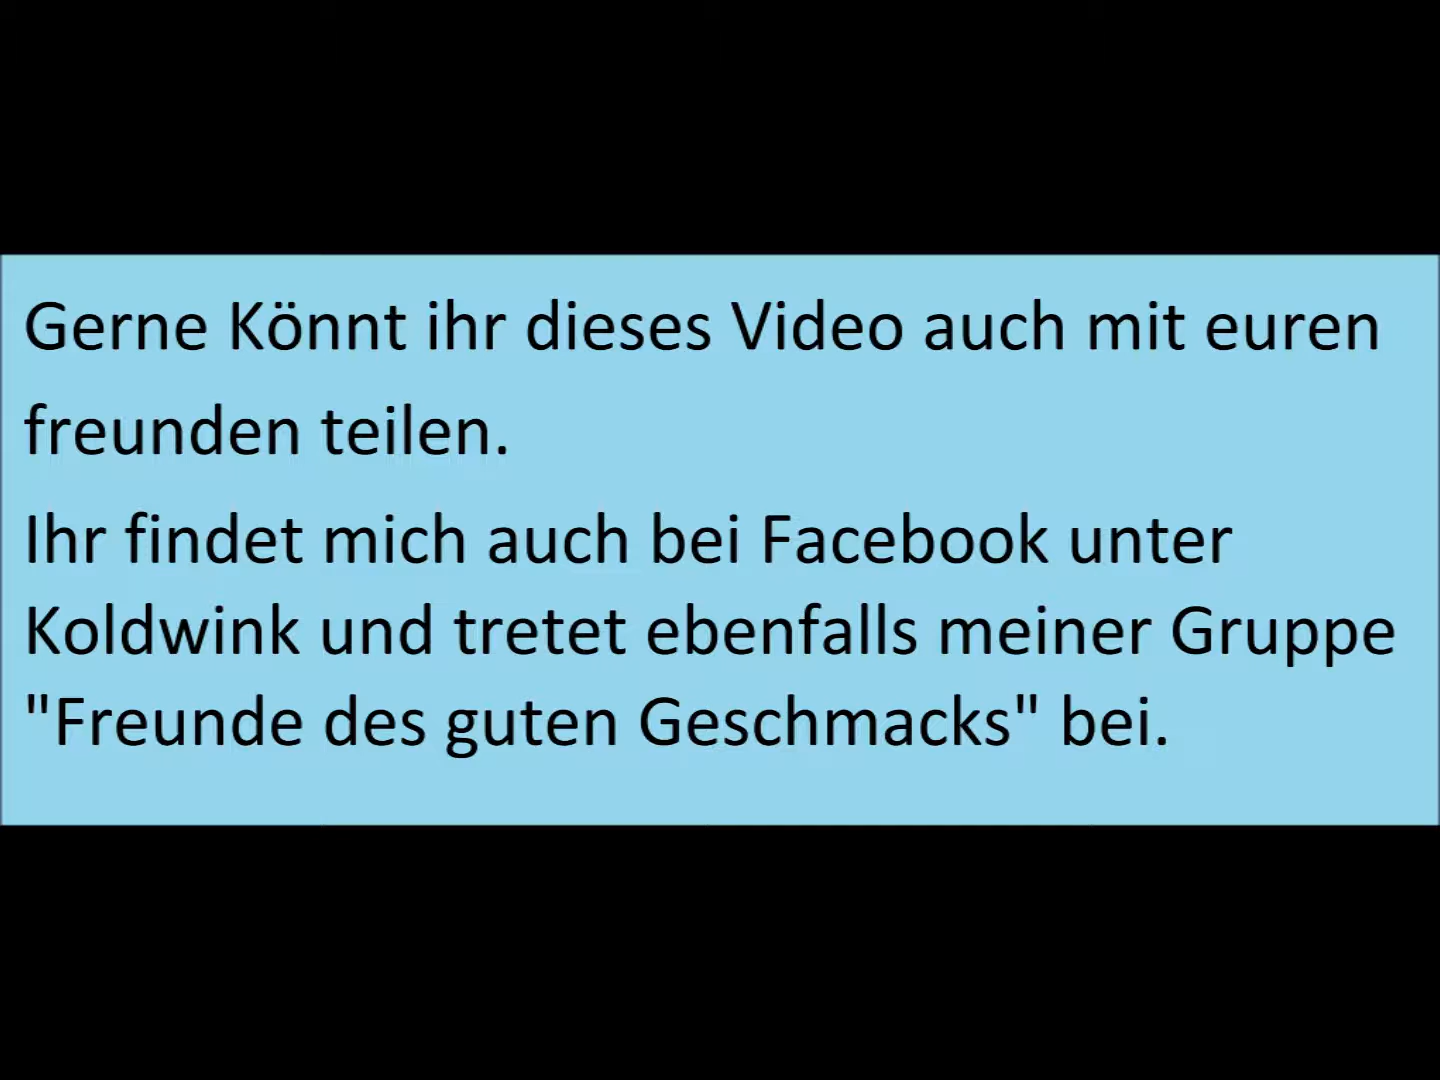 Gerne Könnt ihr dieses Video auch mit euren
freunden teilen.
Ihr findet mich auch bei Facebook unter
Koldwink und tretet ebenfalls meiner Gruppe
"Freunde des guten Geschmacks" bei.